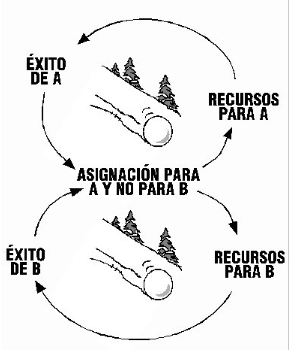 ÉXITO
DE A
RECURSOS
PARA A
ASIGNACIÓN PARA
A Y NO PARA B
ÉXITO
DE B
RECURSOS
PARA B